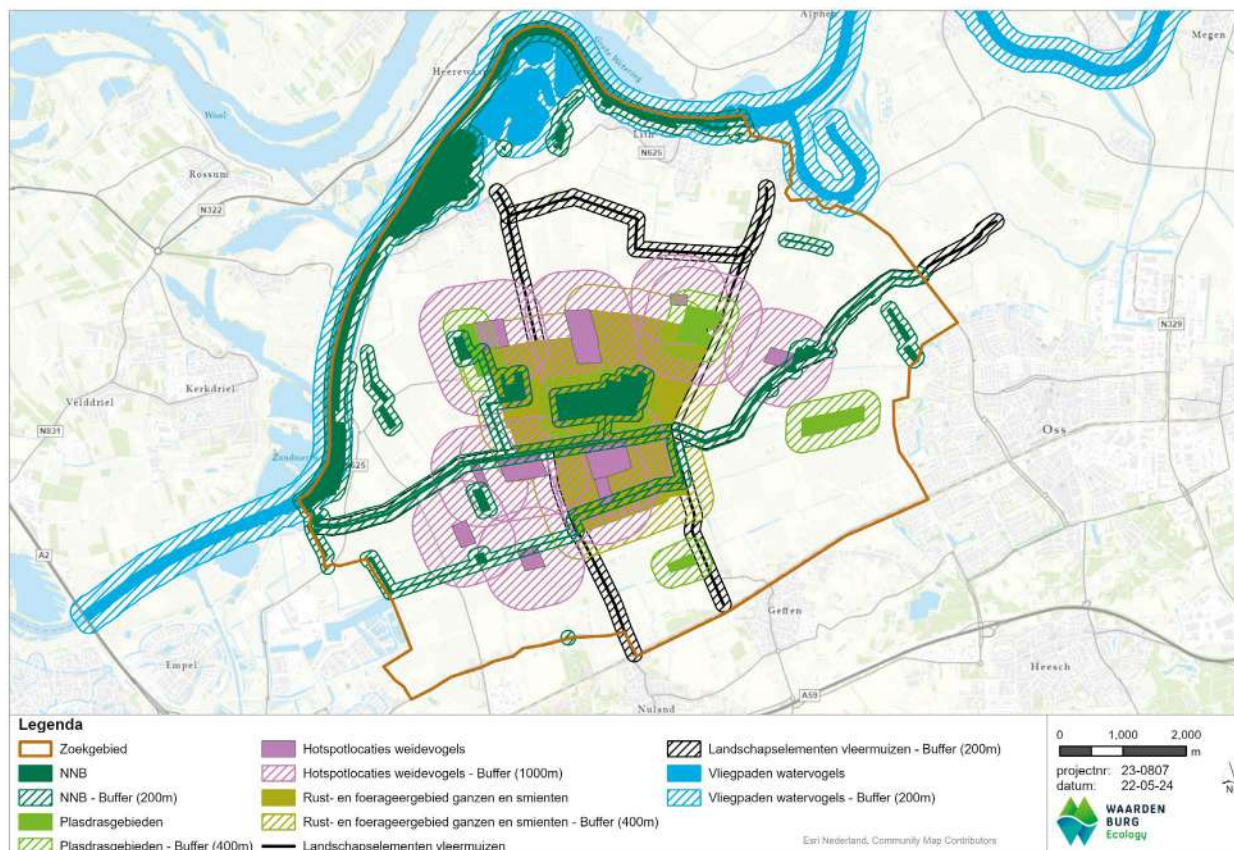 Alphen
Megen
Grote Wetering
Waal
Lith
N625
Rossum
N322
N329
Kerkdriel
Velddriel
N831
Oss
A2
Geffen
Empel
Heesch
A59
Nuland
Legenda
Zoekgebied
NNB
NNB - Buffer (200m)
Plasdrasgebieden
Plasdrasgebieden - Buffer (400m)
Hotspotlocaties weidevogels
Hotspotlocaties weidevogels - Buffer (1000m)
Rust- en foerageergebied ganzen en smienten
Rust- en foerageergebied ganzen en smienten - Buffer (400m)
Landschapselementen vleermuizen
Landschapselementen vleermuizen - Buffer (200m)
Vliegpaden watervogels
Vliegpaden watervogels - Buffer (200m)
Esri Nederland, Community Map Contributors
0 1,000 2,000
m
projectnr: 23-0807
datum: 22-05-24
N
WAARDEN
BURG
Ecology